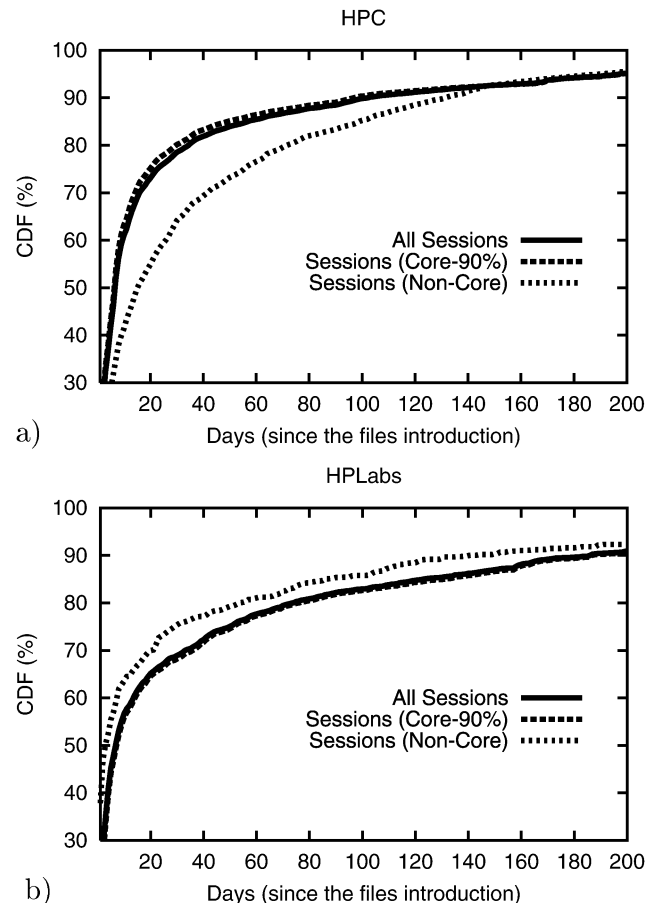 HPC
100
90
80
70
60
50
40
30
CDF (%)
All Sessions
Sessions (Core-90%)
Sessions (Non-Core)
20 40 60 80 100 120 140 160 180 200
Days (since the files introduction)
a)
HPLabs
100
90
80
70
60
50
40
30
CDF (%)
All Sessions
Sessions (Core-90%)
Sessions (Non-Core)
20 40 60 80 100 120 140 160 180 200
Days (since the files introduction)
b)